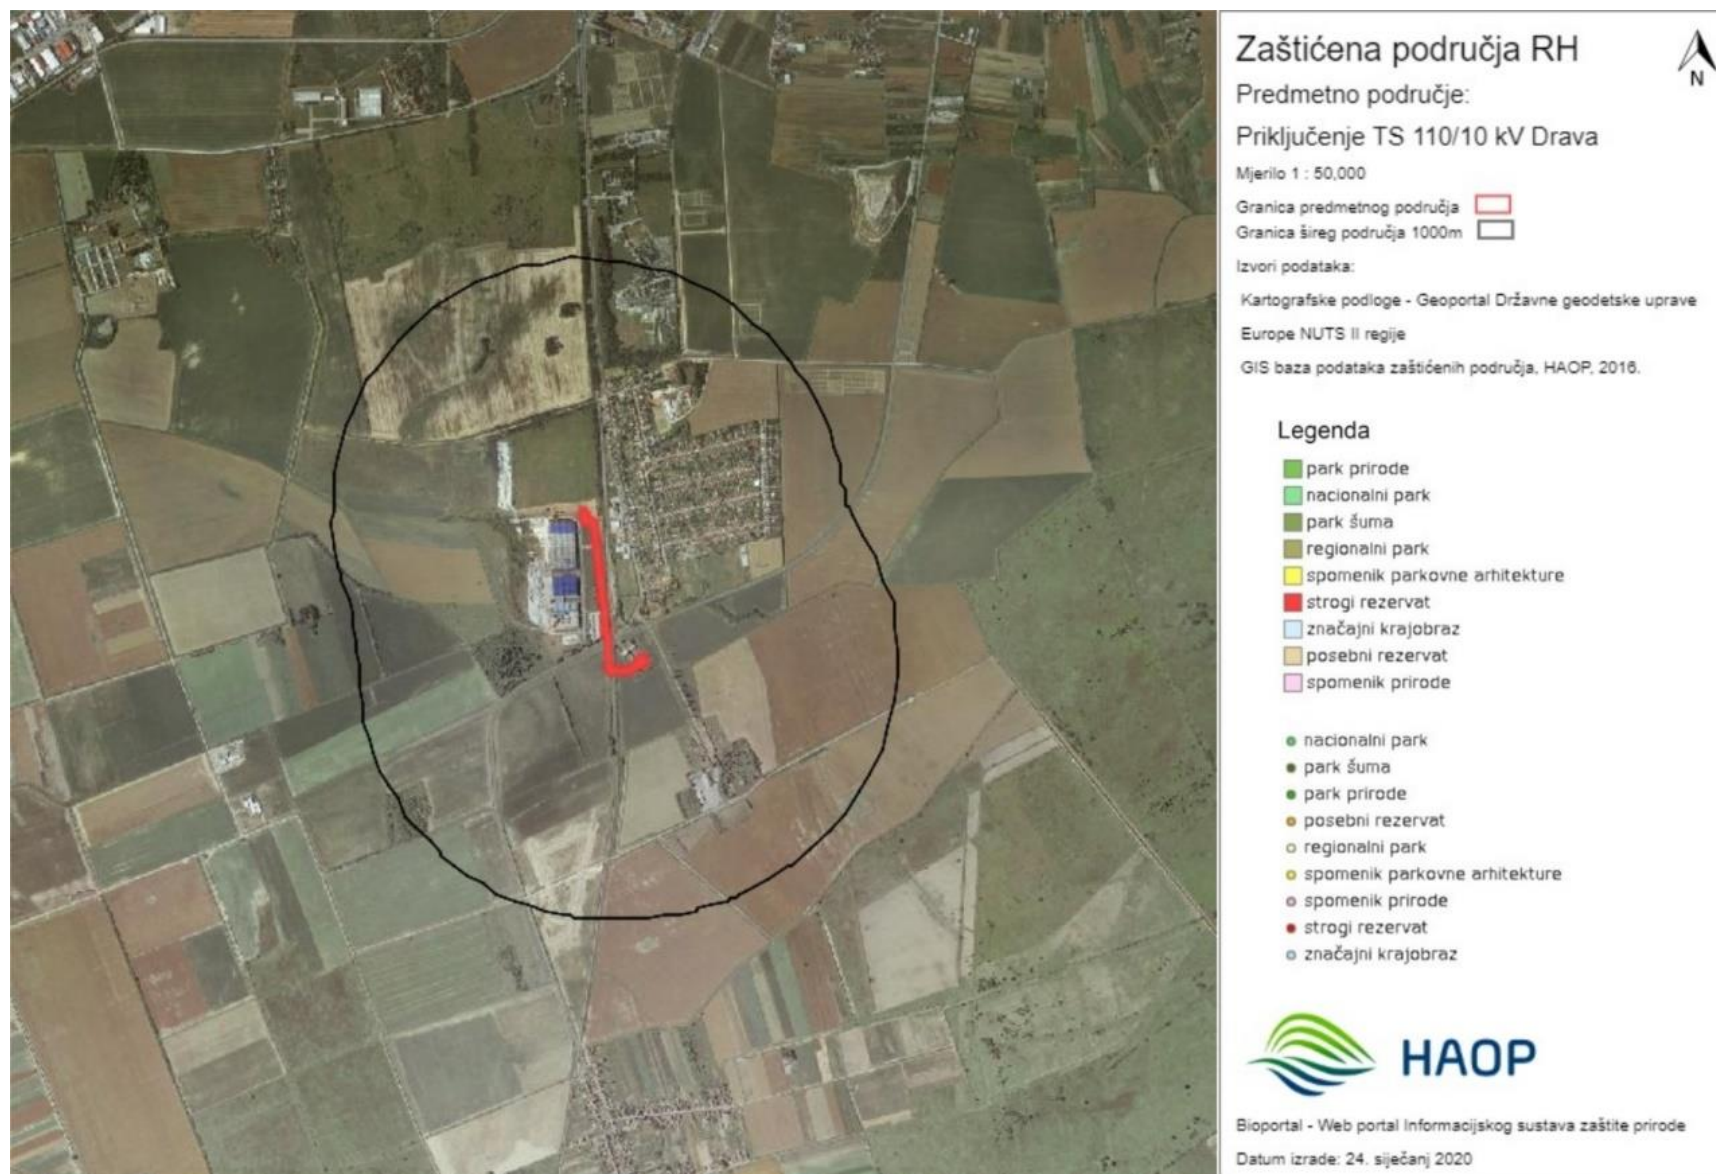 Zaštićena područja RH
N
Predmetno područje:
Priključenje TS 110/10 kV Drava
Mjerilo 1 : 50,000
Granica predmetnog područja
Granica šireg područja 1000m
Izvori podataka:
Kartografske podloge - Geoportal Državne geodetske uprave
Europe NUTS II regije
GIS baza podataka zaštićenih područja, HAOP, 2016.
Legenda
park prirode
nacionalni park
park šuma
regionalni park
spomenik parkovne arhitekture
strogi rezervat
značajni krajobraz
posebni rezervat
spomenik prirode
nacionalni park
park šuma
park prirode
posebni rezervat
regionalni park
spomenik parkovne arhitekture
spomenik prirode
strogi rezervat
značajni krajobraz
HAOP
Bioportal - Web portal Informacijskog sustava zaštite prirode
Datum izrade: 24. siječanj 2020